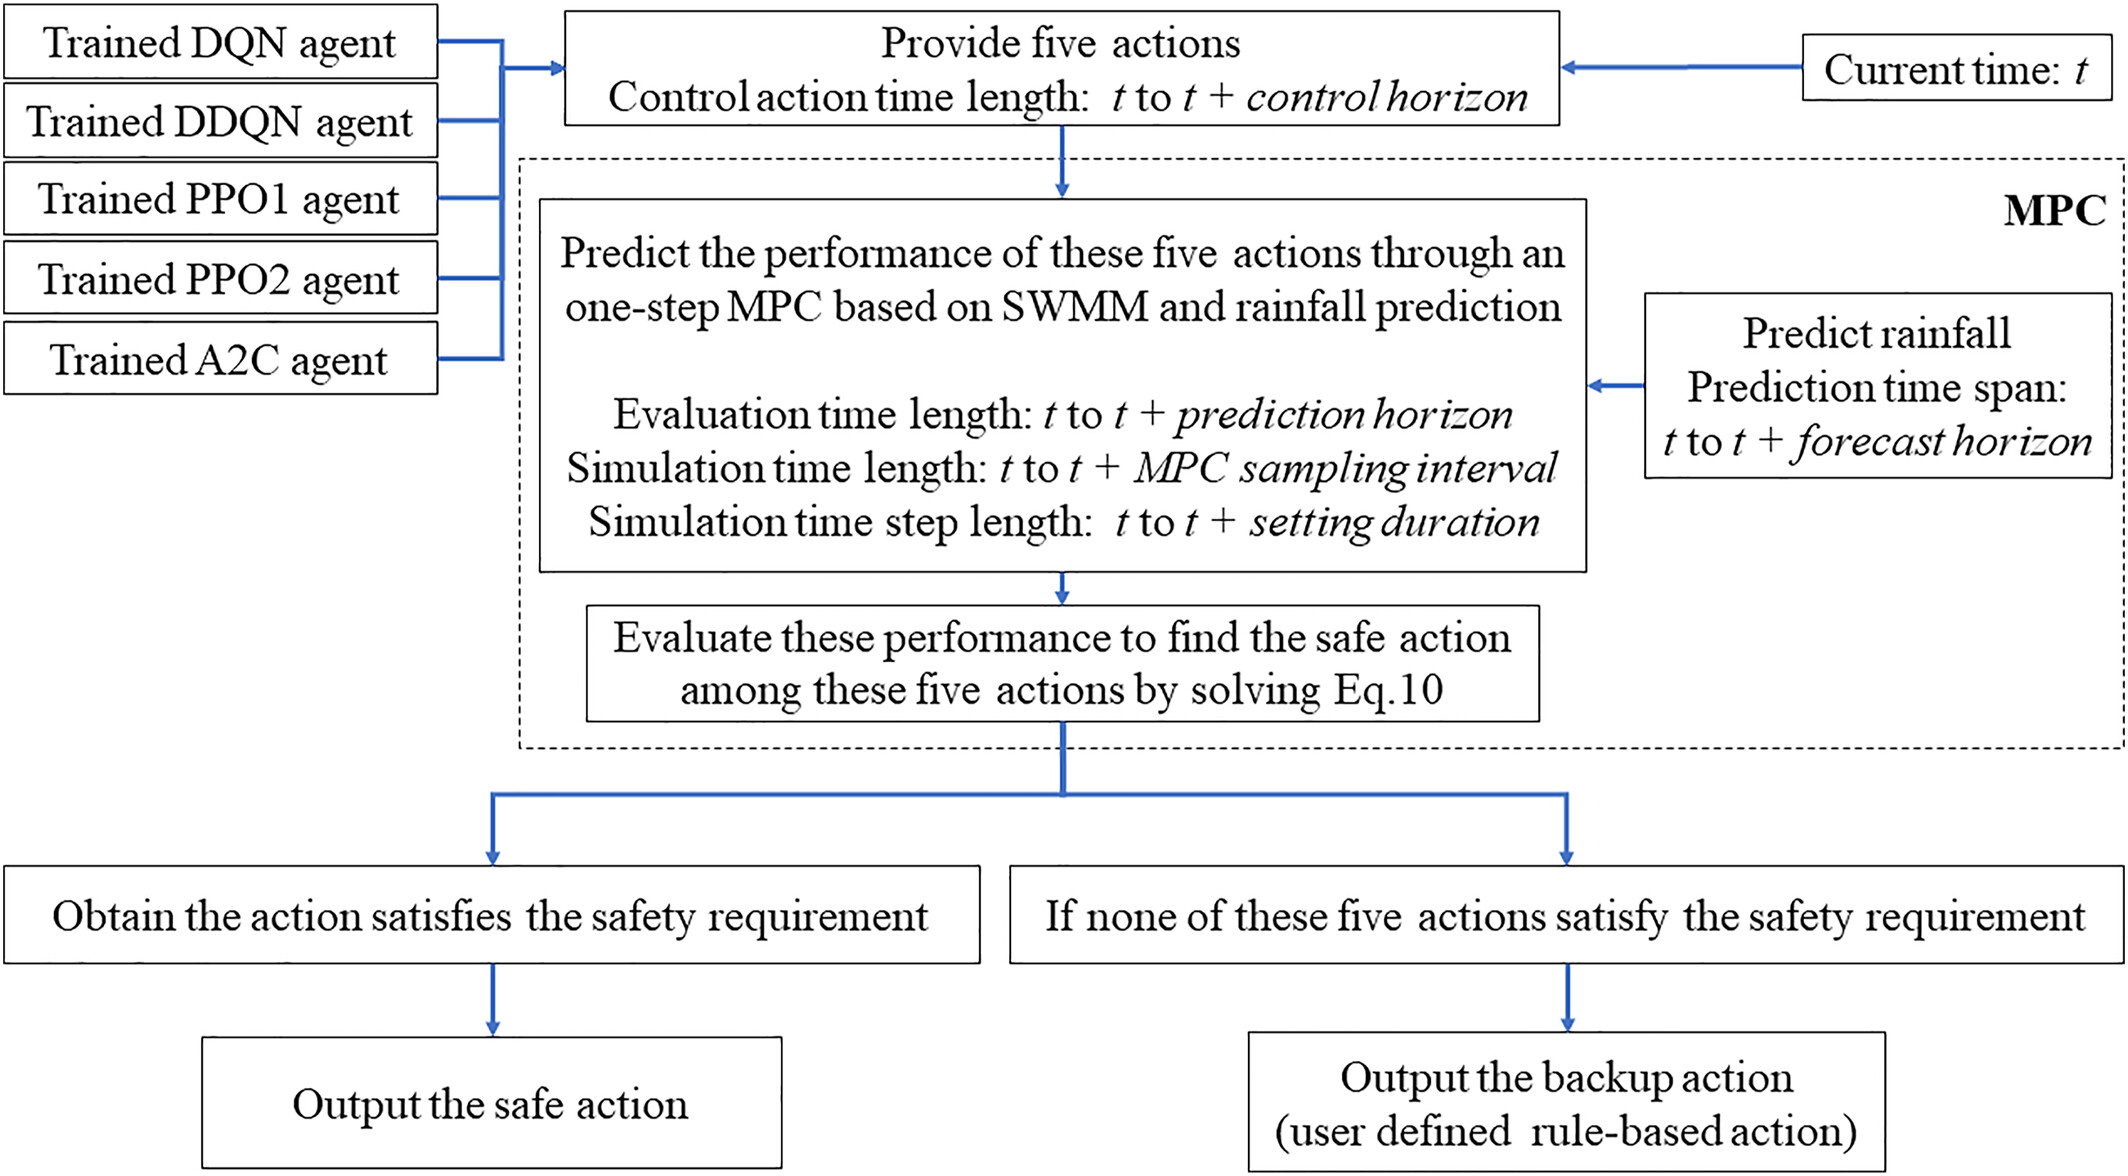 Trained DQN agent
Trained DDQN agent
Trained PPO1 agent
Trained PPO2 agent
Trained A2C agent
Provide five actions
Control action time length: t to t + control horizon
Current time: t
MPC
Predict the performance of these five actions through an
one-step MPC based on SWMM and rainfall prediction
Evaluation time length: t to t + prediction horizon
Simulation time length: t to t + MPC sampling interval
Simulation time step length: t to t + setting duration
Predict rainfall
Prediction time span:
t to t + forecast horizon
Evaluate these performance to find the safe action
among these five actions by solving Eq.10
Obtain the action satisfies the safety requirement
If none of these five actions satisfy the safety requirement
Output the safe action
Output the backup action
(user defined rule-based action)